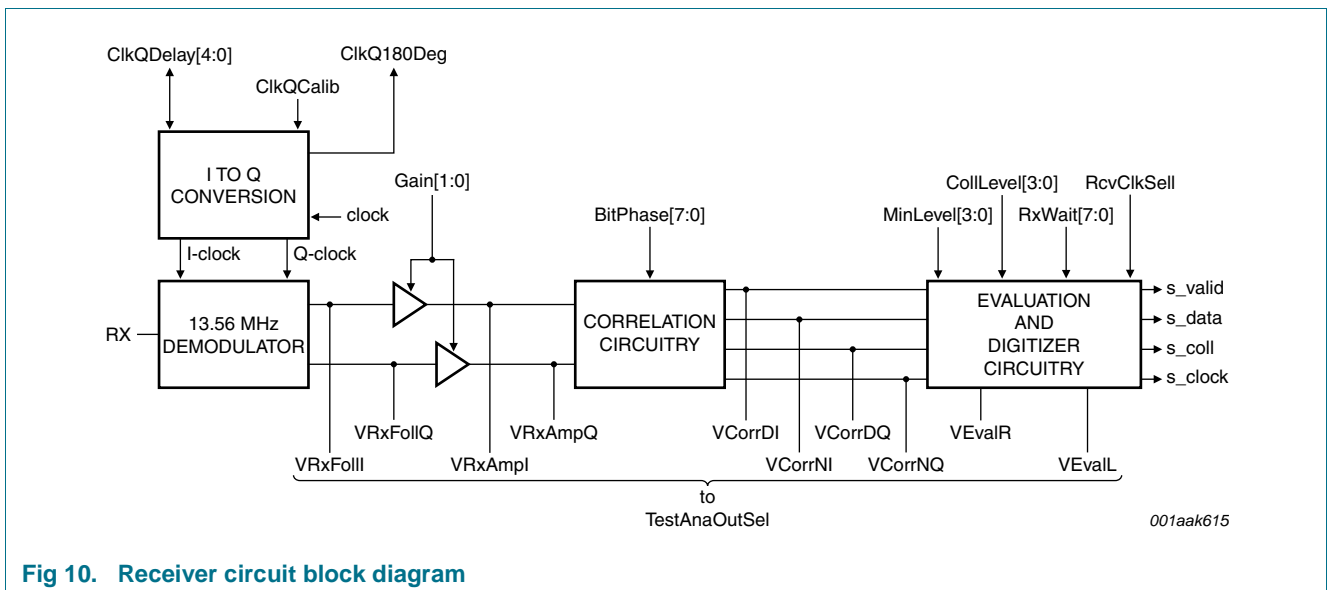 ClkQDelay[4:0]
ClkQ180Deg
ClkQCalib
I TO Q
CONVERSION
clock
Gain[1:0]
BitPhase[7:0]
CollLevel[3:0]
RcvClkSelI
MinLevel[3:0]
RxWait[7:0]
I-clock
Q-clock
RX
13.56 MHz
DEMODULATOR
CORRELATION
CIRCUITRY
EVALUATION
AND
DIGITIZER
CIRCUITRY
s_valid
s_data
s_coll
s_clock
VRxFollQ
VRxAmpQ
VCorrDI
VCorrDQ
VEvalR
VRxFollI
VRxAmpI
VCorrNI
VCorrNQ
VEvalL
to
TestAnaOutSel
001aak615
Fig 10. Receiver circuit block diagram